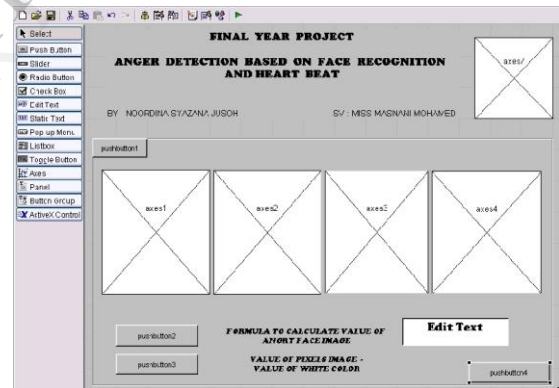 FINAL YEAR PROJECT
ANGER DETECTION BASED ON FACE RECOGNITION
AND HEART BEAT
BY NOORDINA SYAZANA JUSOH
SV : MISS MASNANI MOHAMED
Select
Push Button
Slider
Radio Button
Check Box
Edit Text
Static Text
Pop-up Menu
Listbox
Toggle Button
Axes
Panel
Button Group
ActiveX Control
pushbutton1
axes1
axes2
axes3
axes4
pushbutton2
pushbutton3
FORMULA TO CALCULATE VALUE OF
FACE IMAGE
VALUE OF PIXELS IMAGE -
VALUE OF WHITE COLOR
Edit Text
pushbutton4